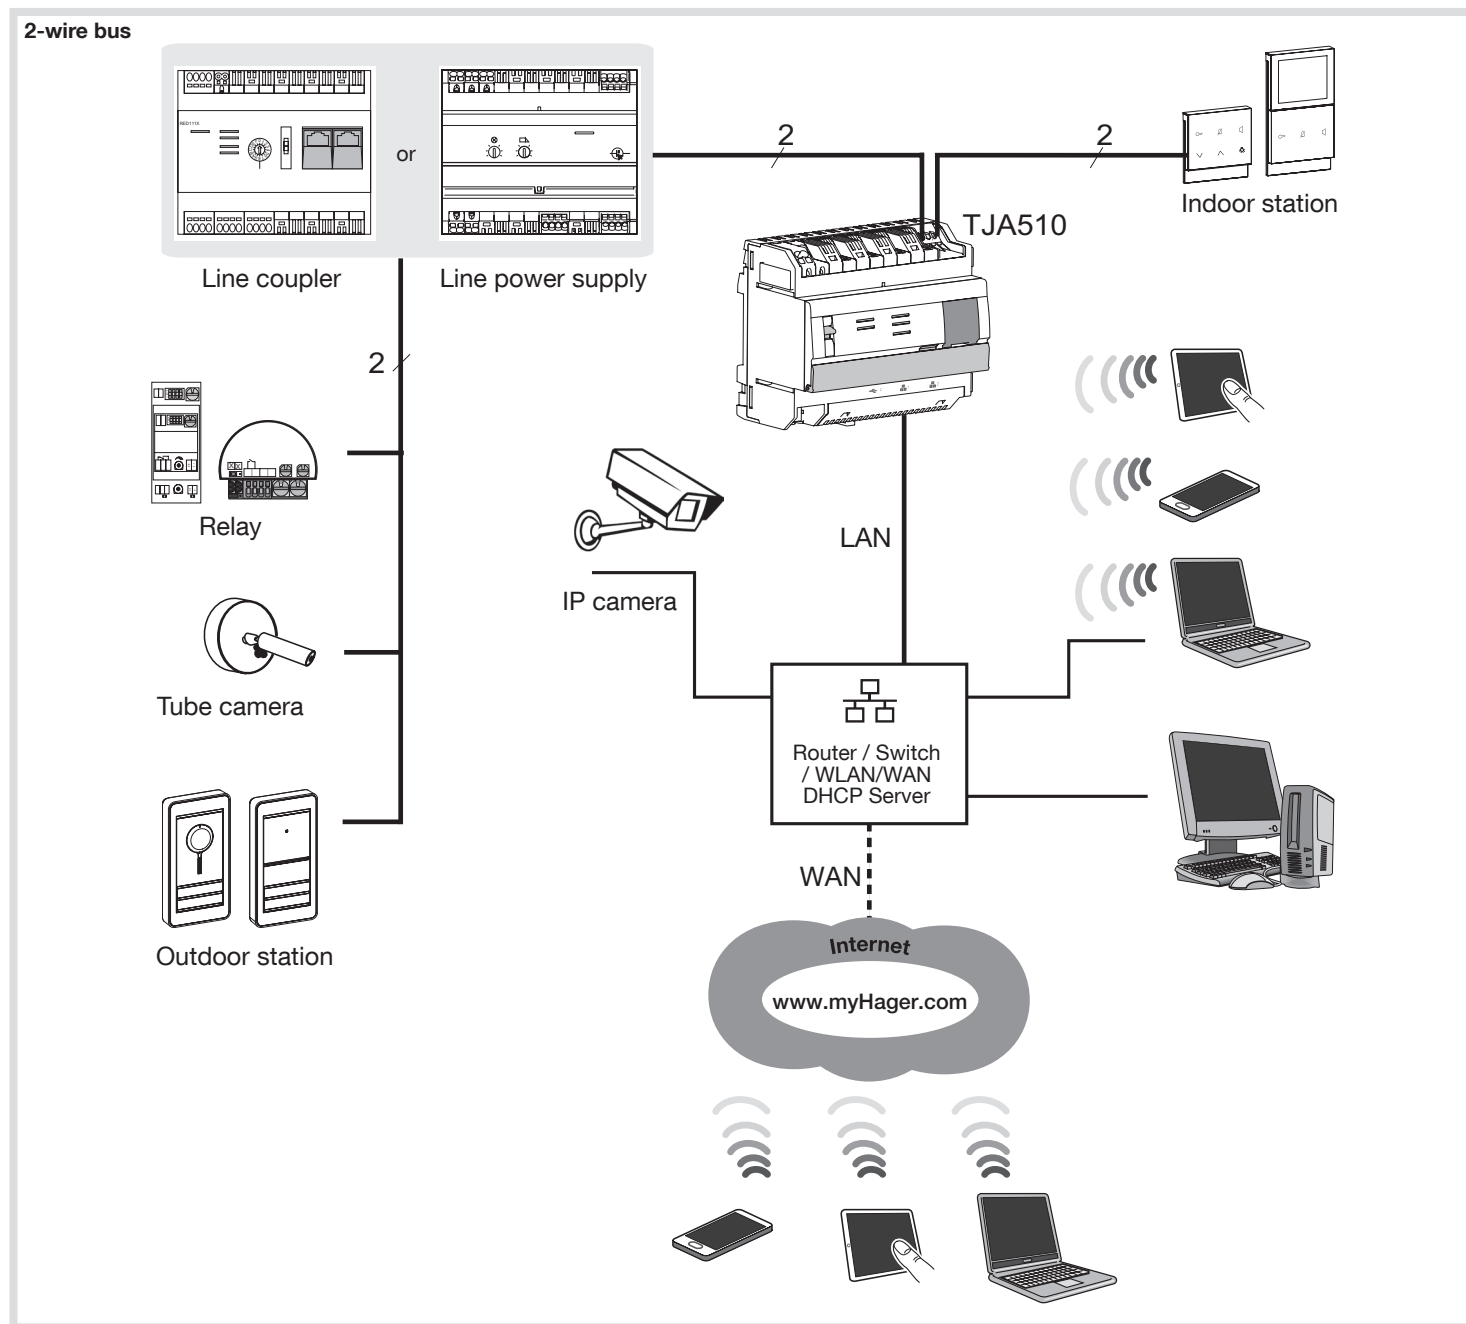 2-wire bus
RED111X
or
2
2
Indoor station
TJA510
Line coupler
Line power supply
2
Relay
LAN
IP camera
Tube camera
Router / Switch
/ WLAN/WAN
DHCP Server
WAN
Outdoor station
Internet
www.myHager.com